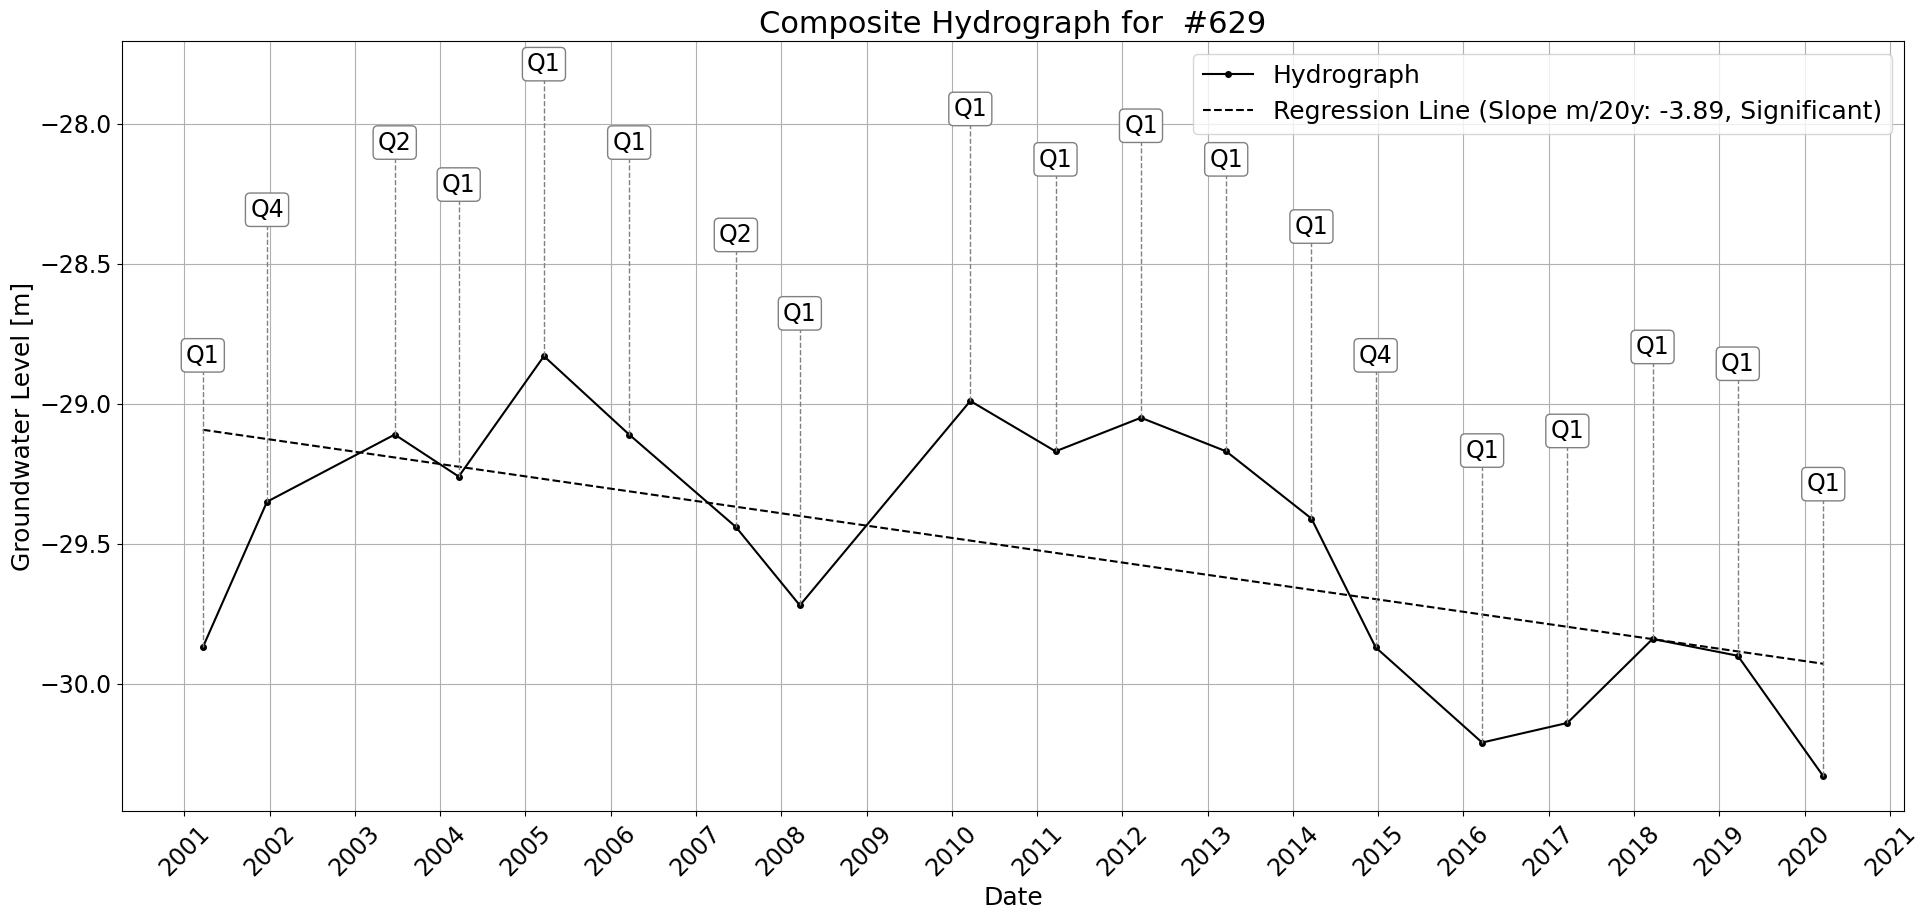 Composite Hydrograph for  #629
Hydrograph
Regression Line (Slope m/20y: -3.89, Significant)
Groundwater Level [m]
−28.0
−28.5
−29.0
−29.5
−30.0
Q1
Q4
Q2
Q1
Q1
Q1
Q2
Q1
Q1
Q1
Q1
Q1
Q1
Q4
Q1
Q1
Q1
Q1
Q1
2001
2002
2003
2004
2005
2006
2007
2008
2009
2010
2011
2012
2013
2014
2015
2016
2017
2018
2019
2020
2021
Date